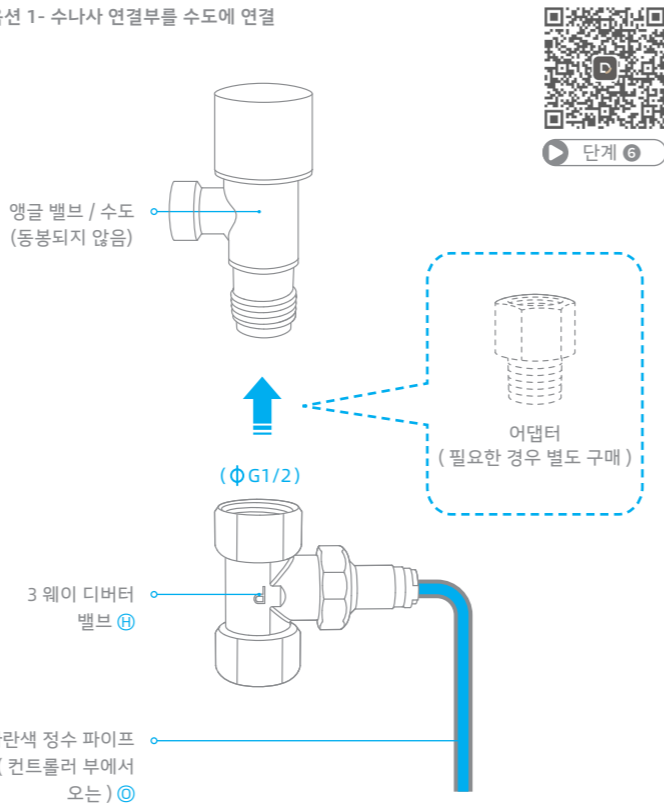 옵션 1- 수나사 연결부를 수도에 연결
D
단계 ❻
앵글 밸브 / 수도
(동봉되지 않음)
어댑터
( 필요한 경우 별도 구매 )
(ϕG1/2)
3 웨이 디버터
밸브 Ⓗ
파란색 정수 파이프
( 컨트롤러 부에서
오는 ) Ⓞ